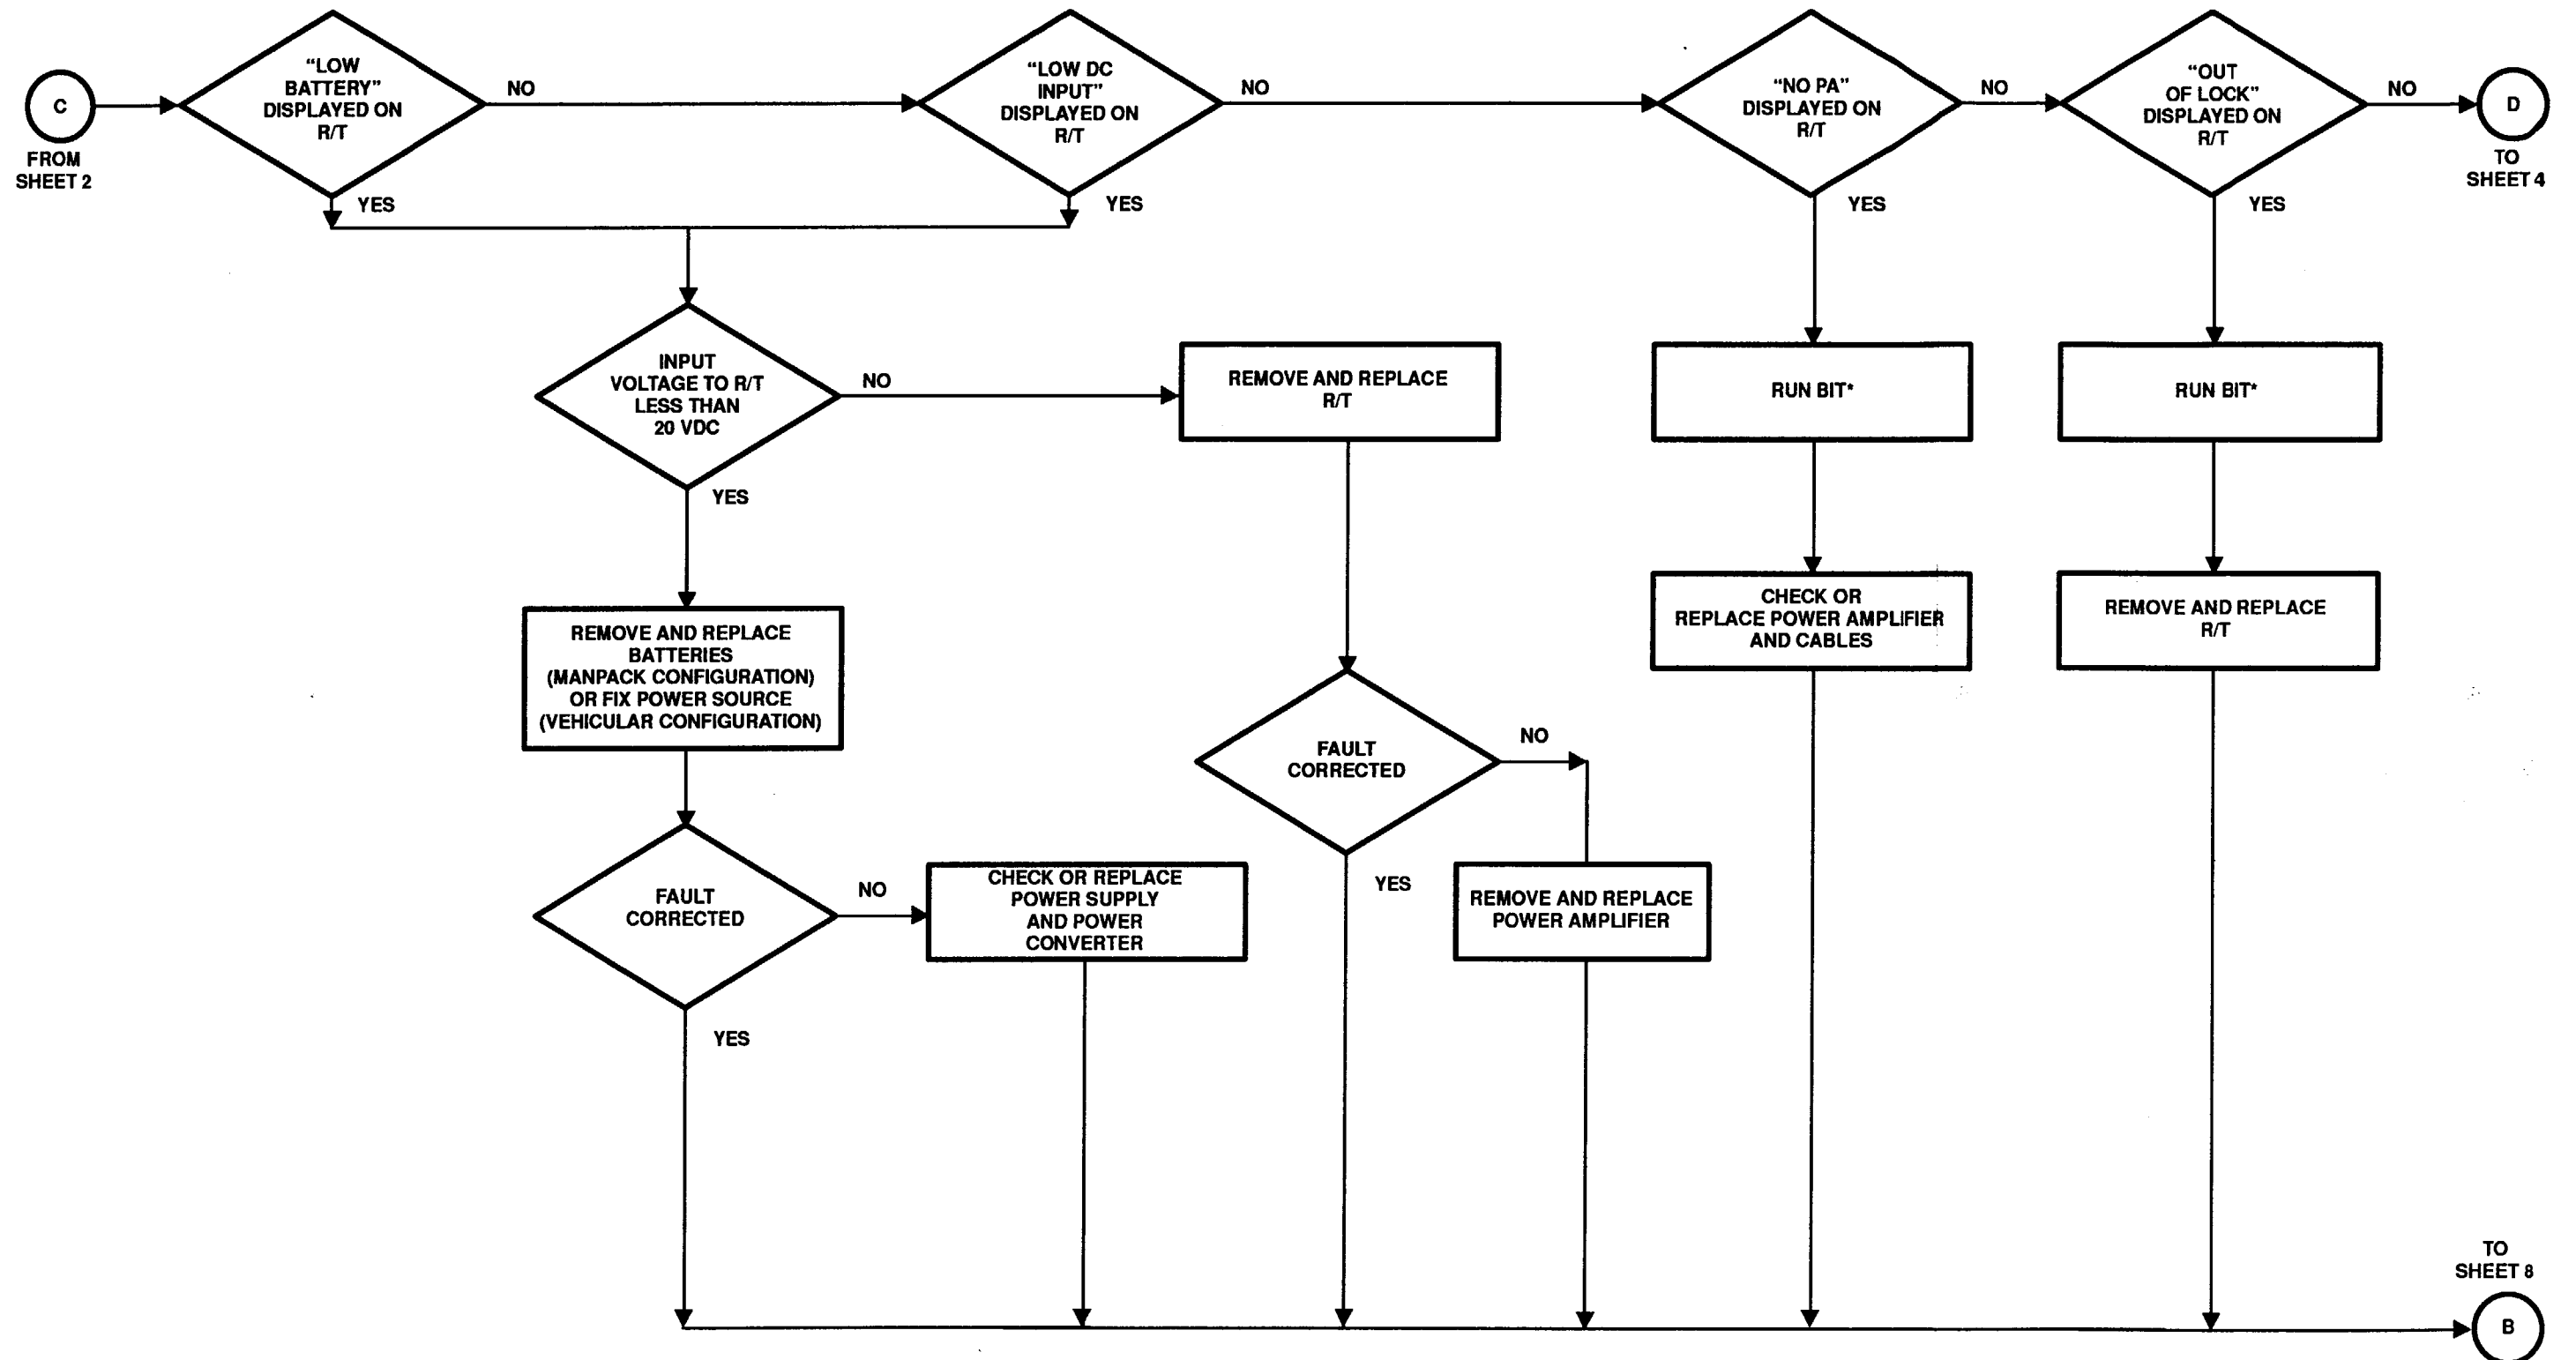 C
FROM
SHEET 2
“LOW
BATTERY”
DISPLAYED ON
R/T
NO
YES
“LOW DC
INPUT”
DISPLAYED ON
R/T
NO
YES
“NO PA”
DISPLAYED ON
R/T
NO
YES
“OUT
OF LOCK”
DISPLAYED ON
R/T
NO
YES
D
TO
SHEET 4
INPUT
VOLTAGE TO R/T
LESS THAN
20 VDC
NO
YES
REMOVE AND REPLACE
R/T
RUN BIT*
RUN BIT*
REMOVE AND REPLACE
BATTERIES
(MANPACK CONFIGURATION)
OR FIX POWER SOURCE
(VEHICULAR CONFIGURATION)
CHECK OR
REPLACE POWER AMPLIFIER
AND CABLES
REMOVE AND REPLACE
R/T
FAULT
CORRECTED
NO
YES
FAULT
CORRECTED
NO
YES
CHECK OR REPLACE
POWER SUPPLY
AND POWER
CONVERTER
REMOVE AND REPLACE
POWER AMPLIFIER
TO
SHEET 8
B